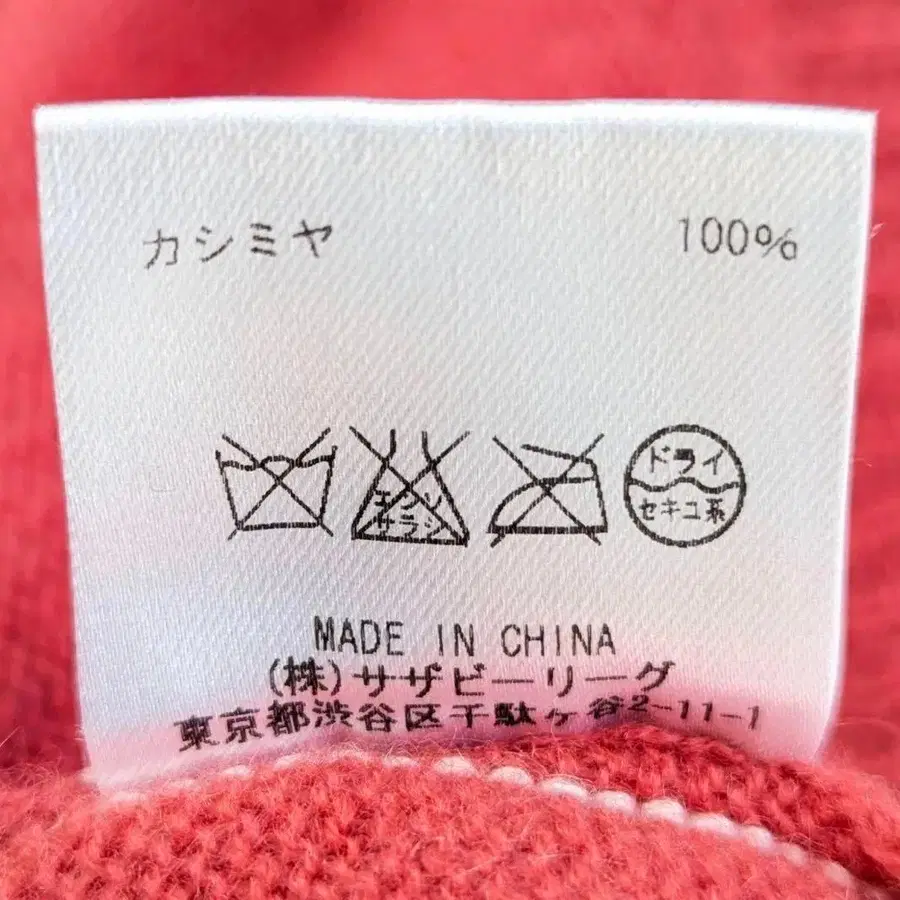 カシミヤ 100%
エンソ
サラシ
ドライ
セキユ系
MADE IN CHINA
(株)サザビーリーグ
東京都渋谷区千駄ヶ谷2-11-1